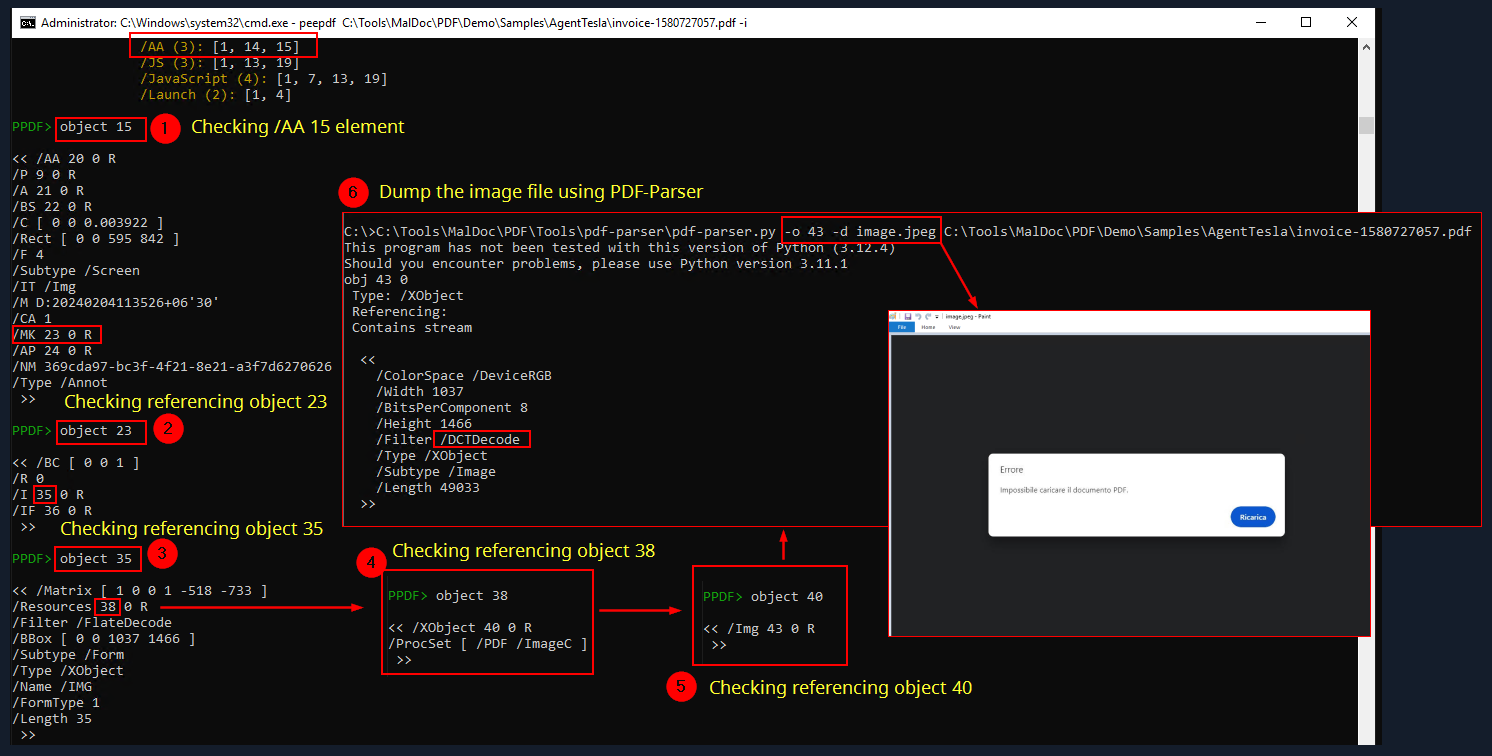 Administrator: C:\Windows\system32\cmd.exe - peepdf C:\Tools\MalDoc\PDF\Demo\Samples\AgentTesla\invoice-1580727057.pdf -i
/AA (3): [1, 14, 15]
/JS (3): [1, 13, 19]
/JavaScript (4): [1, 7, 13, 19]
/Launch (2): [1, 4]
PPDF> object 15
1
Checking /AA 15 element
<< /AA 20 0 R
/P 9 0 R
/A 21 0 R
/BS 22 0 R
/C [ 0 0 0.003922 ]
/Rect [ 0 0 595 842 ]
/F 4
/Subtype /Screen
/IT /Img
/M D:20240204113526+06'30'
/CA 1
/MK 23 0 R
/AP 24 0 R
/NM 369cda97-bc3f-4f21-8e21-a3f7d6270626
/Type /Annot
>>
Checking referencing object 23
PPDF> object 23
2
<< /BC [ 0 0 1 ]
/R 0
/I 35 0 R
/IF 36 0 R
>>
Checking referencing object 35
PPDF> object 35
3
<< /Matrix [ 1 0 0 1 -518 -733 ]
/Resources 38 0 R
/Filter /FlateDecode
/BBox [ 0 0 1037 1466 ]
/Subtype /Form
/Type /XObject
/Name /IMG
/FormType 1
/Length 35
>>
4
Checking referencing object 38
PPDF> object 38
<< /XObject 40 0 R
/ProcSet [ /PDF /ImageC ]
>>
PPDF> object 40
<< /Img 43 0 R
>>
5
Checking referencing object 40
6
Dump the image file using PDF-Parser
C:\>C:\Tools\MalDoc\PDF\Tools\pdf-parser\pdf-parser.py -o 43 -d image.jpeg C:\Tools\MalDoc\PDF\Demo\Samples\AgentTesla\invoice-1580727057.pdf
This program has not been tested with this version of Python (3.12.4)
Should you encounter problems, please use Python version 3.11.1
obj 43 0
Type: /XObject
Referencing:
Contains stream
<<
/ColorSpace /DeviceRGB
/Width 1037
/BitsPerComponent 8
/Height 1466
/Filter /DCTDecode
/Type /XObject
/Subtype /Image
/Length 49033
>>
image.jpeg - Paint
File Home View
Errore
Impossibile caricare il documento PDF.
Ricarica